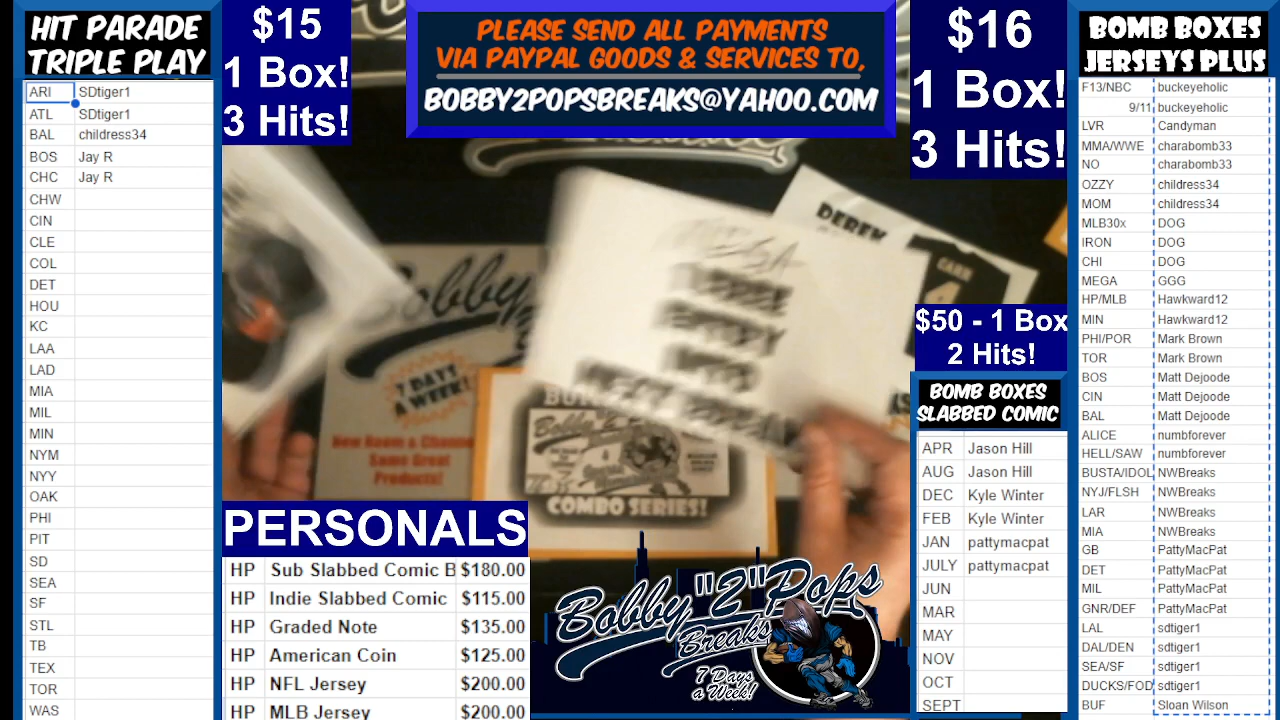 HIT PARADE
TRIPLE PLAY
ARI SDtiger1
ATL SDtiger1
BAL childress34
BOS Jay R
CHC Jay R
CHW
CIN
CLE
COL
DET
HOU
KC
LAA
LAD
MIA
MIL
MIN
NYM
NYY
OAK
PHI
PIT
SD
SEA
SF
STL
TB
TEX
TOR
WAS
$15
1 Box!
3 Hits!
PLEASE SEND ALL PAYMENTS
VIA PAYPAL GOODS & SERVICES TO,
BOBBY2POPSBREAKS@YAHOO.COM
$16
1 Box!
3 Hits!
DEREK
CARR
4
Bobby
7 DAYS
A WEEK!
New Room & Channel
Same Great
Products!
COMBO SERIES!
PERSONALS
HP Sub Slabbed Comic B $180.00
HP Indie Slabbed Comic $115.00
HP Graded Note $135.00
HP American Coin $125.00
HP NFL Jersey $200.00
HP MLB Jersey $200.00
Bobby "2" Pops
Breaks
7 Days
a Week!
$50 - 1 Box
2 Hits!
BOMB BOXES
SLABBED COMIC
APR Jason Hill
AUG Jason Hill
DEC Kyle Winter
FEB Kyle Winter
JAN pattymacpat
JULY pattymacpat
JUN
MAR
MAY
NOV
OCT
SEPT
BOMB BOXES
JERSEYS PLUS
F13/NBC buckeyeholic
9/11 buckeyeholic
LVR Candyman
MMA/WWE charabomb33
NO charabomb33
OZZY childress34
MOM childress34
MLB30x DOG
IRON DOG
CHI DOG
MEGA GGG
HP/MLB Hawkward12
MIN Hawkward12
PHI/POR Mark Brown
TOR Mark Brown
BOS Matt Dejoode
CIN Matt Dejoode
BAL Matt Dejoode
ALICE numbforever
HELL/SAW numbforever
BUSTA/IDOL NWBreaks
NYJ/FLSH NWBreaks
LAR NWBreaks
MIA NWBreaks
GB PattyMacPat
DET PattyMacPat
MIL PattyMacPat
GNR/DEF PattyMacPat
LAL sdtiger1
DAL/DEN sdtiger1
SEA/SF sdtiger1
DUCKS/FOD sdtiger1
BUF Sloan Wilson